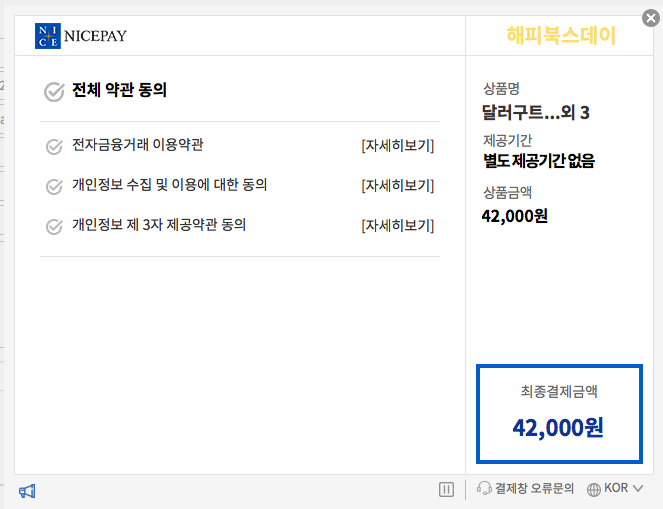 NICE NICEPAY
해피북스데이
전체 약관 동의
전자금융거래 이용약관 [자세히보기]
개인정보 수집 및 이용에 대한 동의 [자세히보기]
개인정보 제 3자 제공약관 동의 [자세히보기]
상품명
달러구트...외 3
제공기간
별도 제공기간 없음
상품금액
42,000원
최종결제금액
42,000원
결제창 오류문의 KOR